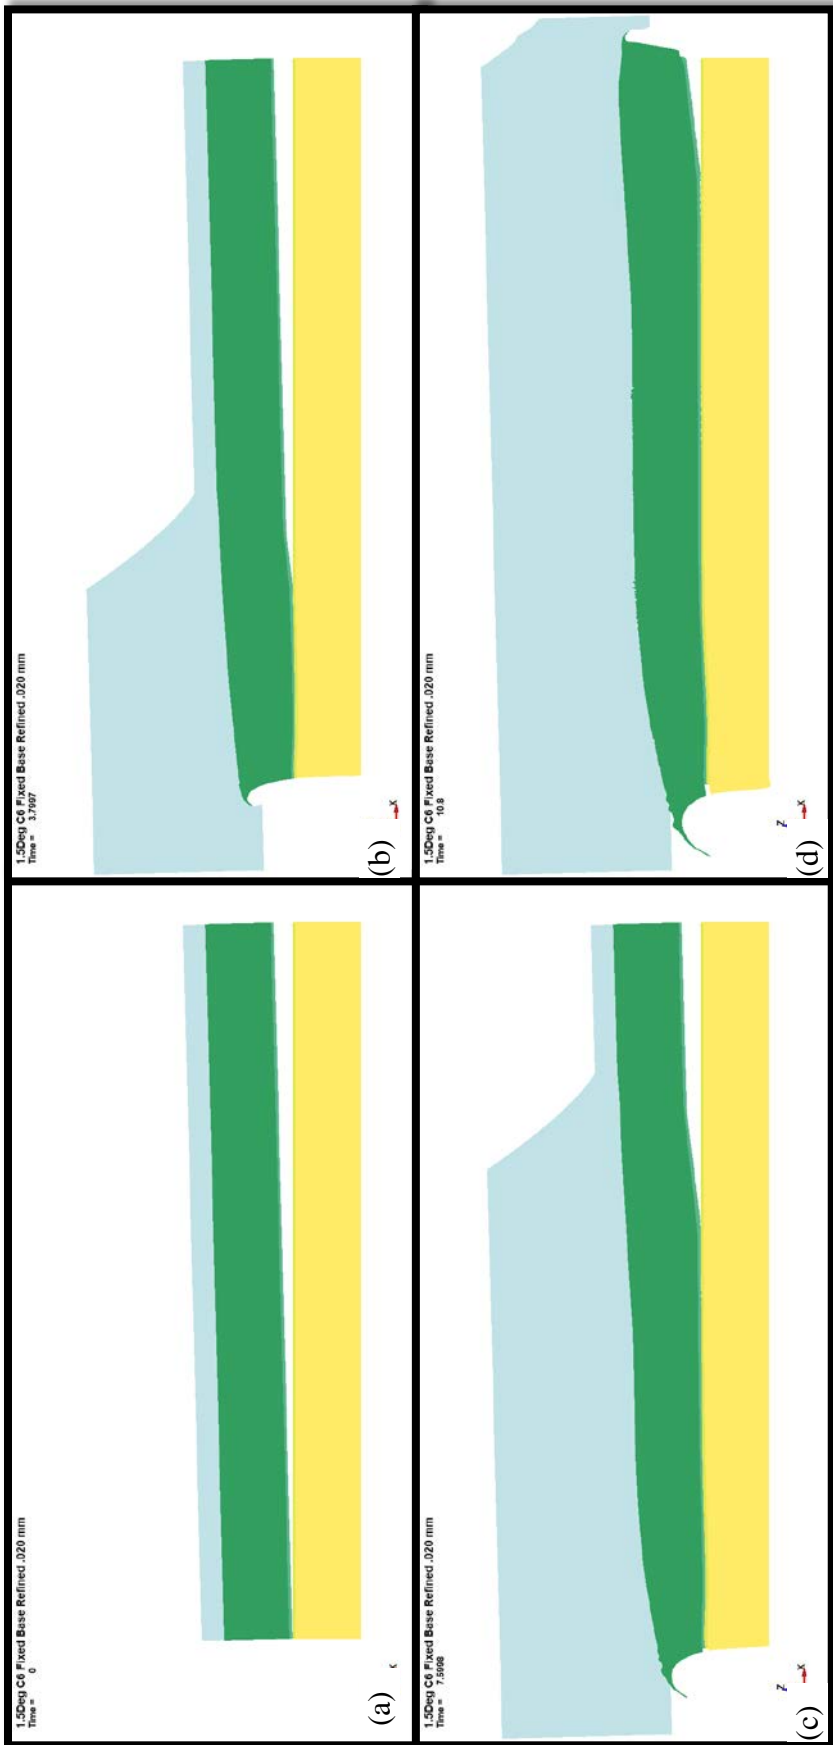 1.5Deg C6 Fixed Base Refined .020 mm
Time = 0
(a)
1.5Deg C6 Fixed Base Refined .020 mm
Time = 3.7997
X
(b)
1.5Deg C6 Fixed Base Refined .020 mm
Time = 7.5998
Z
X
(c)
1.5Deg C6 Fixed Base Refined .020 mm
Time = 10.8
Z
X
(d)